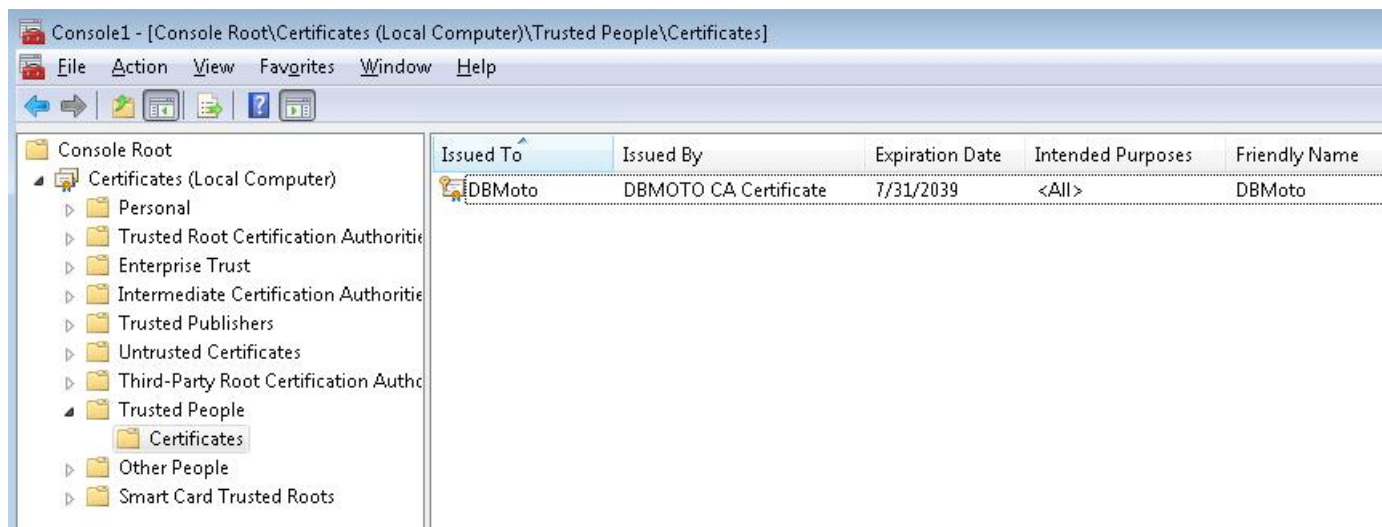 Console1 - [Console Root\Certificates (Local Computer)\Trusted People\Certificates]
File Action View Favorites Window Help
Console Root
Certificates (Local Computer)
Personal
Trusted Root Certification Authoritie
Enterprise Trust
Intermediate Certification Authoritie
Trusted Publishers
Untrusted Certificates
Third-Party Root Certification Autho
Trusted People
Certificates
Other People
Smart Card Trusted Roots
Issued To Issued By Expiration Date Intended Purposes Friendly Name
DBMoto DBMOTO CA Certificate 7/31/2039 <All> DBMoto